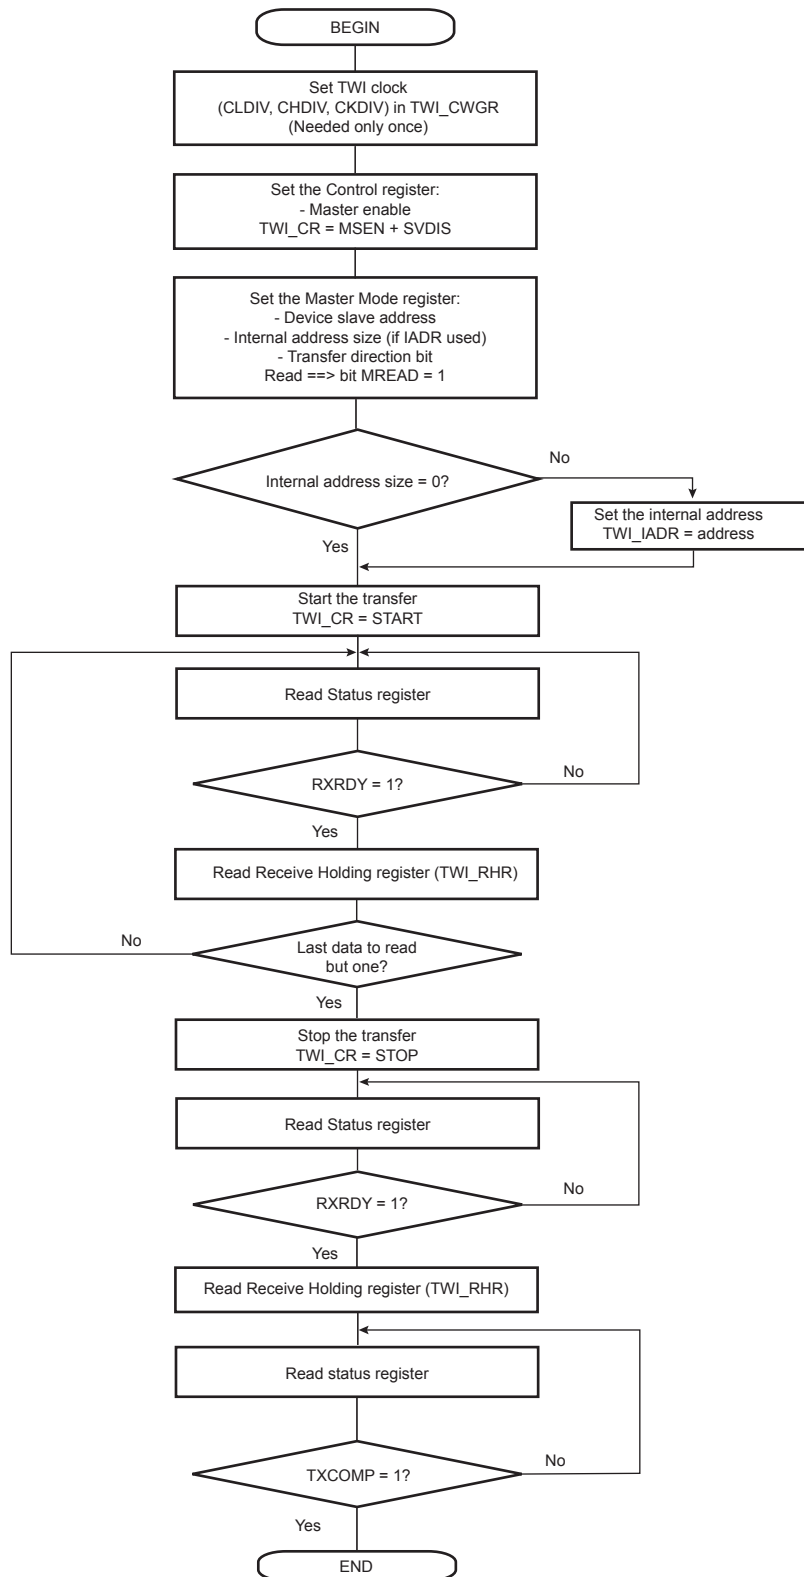 BEGIN
Set TWI clock
(CLDIV, CHDIV, CKDIV) in TWI_CWGR
(Needed only once)
Set the Control register:
- Master enable
TWI_CR = MSEN + SVDIS
Set the Master Mode register:
- Device slave address
- Internal address size (if IADR used)
- Transfer direction bit
Read ==> bit MREAD = 1
No
Internal address size = 0?
Set the internal address
TWI_IADR = address
Yes
Start the transfer
TWI_CR = START
Read Status register
RXRDY = 1?
No
Yes
Read Receive Holding register (TWI_RHR)
No
Last data to read
but one?
Yes
Stop the transfer
TWI_CR = STOP
Read Status register
No
RXRDY = 1?
Yes
Read Receive Holding register (TWI_RHR)
Read status register
No
TXCOMP = 1?
Yes
END